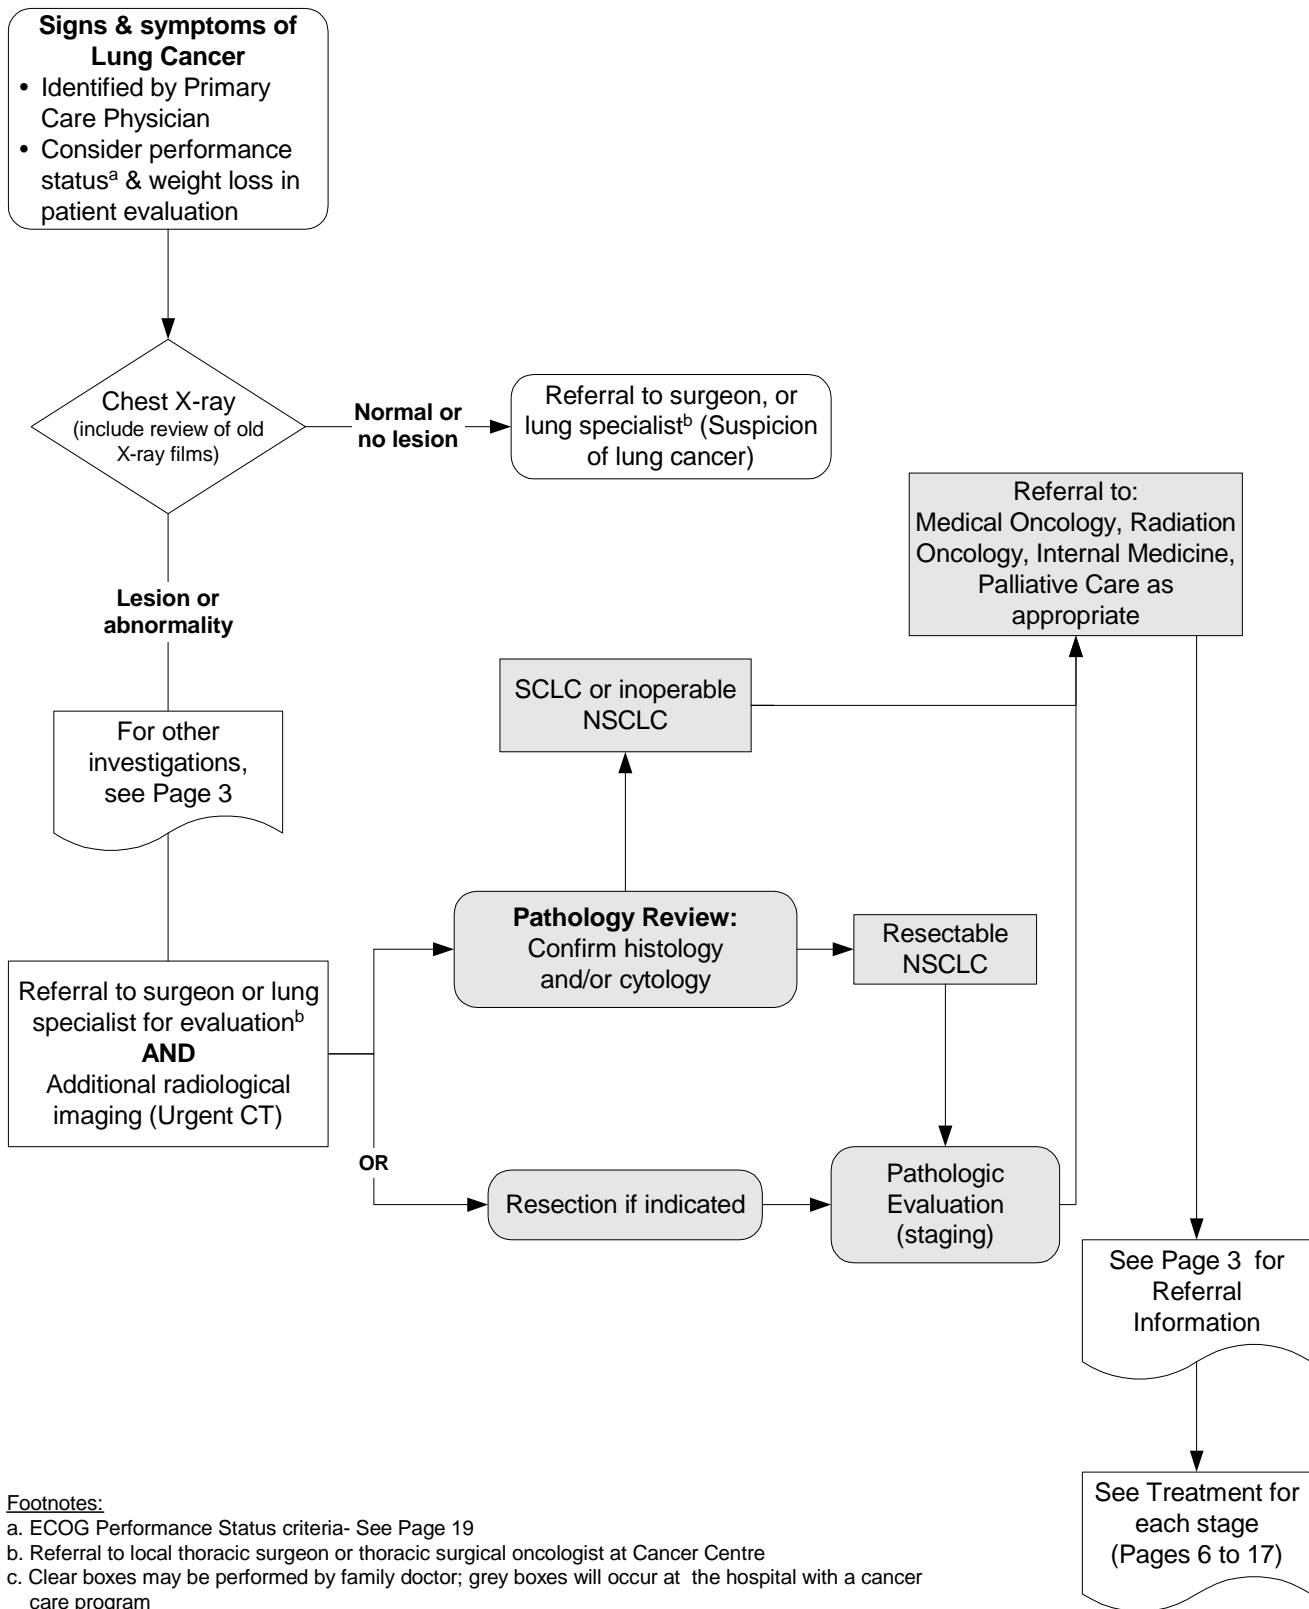 Signs & symptoms of
Lung Cancer
• Identified by Primary
Care Physician
• Consider performance
statusa & weight loss in
patient evaluation
Chest X-ray
(include review of old
X-ray films)
Normal or
no lesion
Referral to surgeon, or
lung specialistb (Suspicion
of lung cancer)
Lesion or
abnormality
For other
investigations,
see Page 3
Referral to surgeon or lung
specialist for evaluationb
AND
Additional radiological
imaging (Urgent CT)
OR
Pathology Review:
Confirm histology
and/or cytology
SCLC or inoperable
NSCLC
Resectable
NSCLC
Resection if indicated
Pathologic
Evaluation
(staging)
Referral to:
Medical Oncology, Radiation
Oncology, Internal Medicine,
Palliative Care as
appropriate
See Page 3 for
Referral
Information
See Treatment for
each stage
(Pages 6 to 17)
Footnotes:
a. ECOG Performance Status criteria- See Page 19
b. Referral to local thoracic surgeon or thoracic surgical oncologist at Cancer Centre
c. Clear boxes may be performed by family doctor; grey boxes will occur at the hospital with a cancer
care program